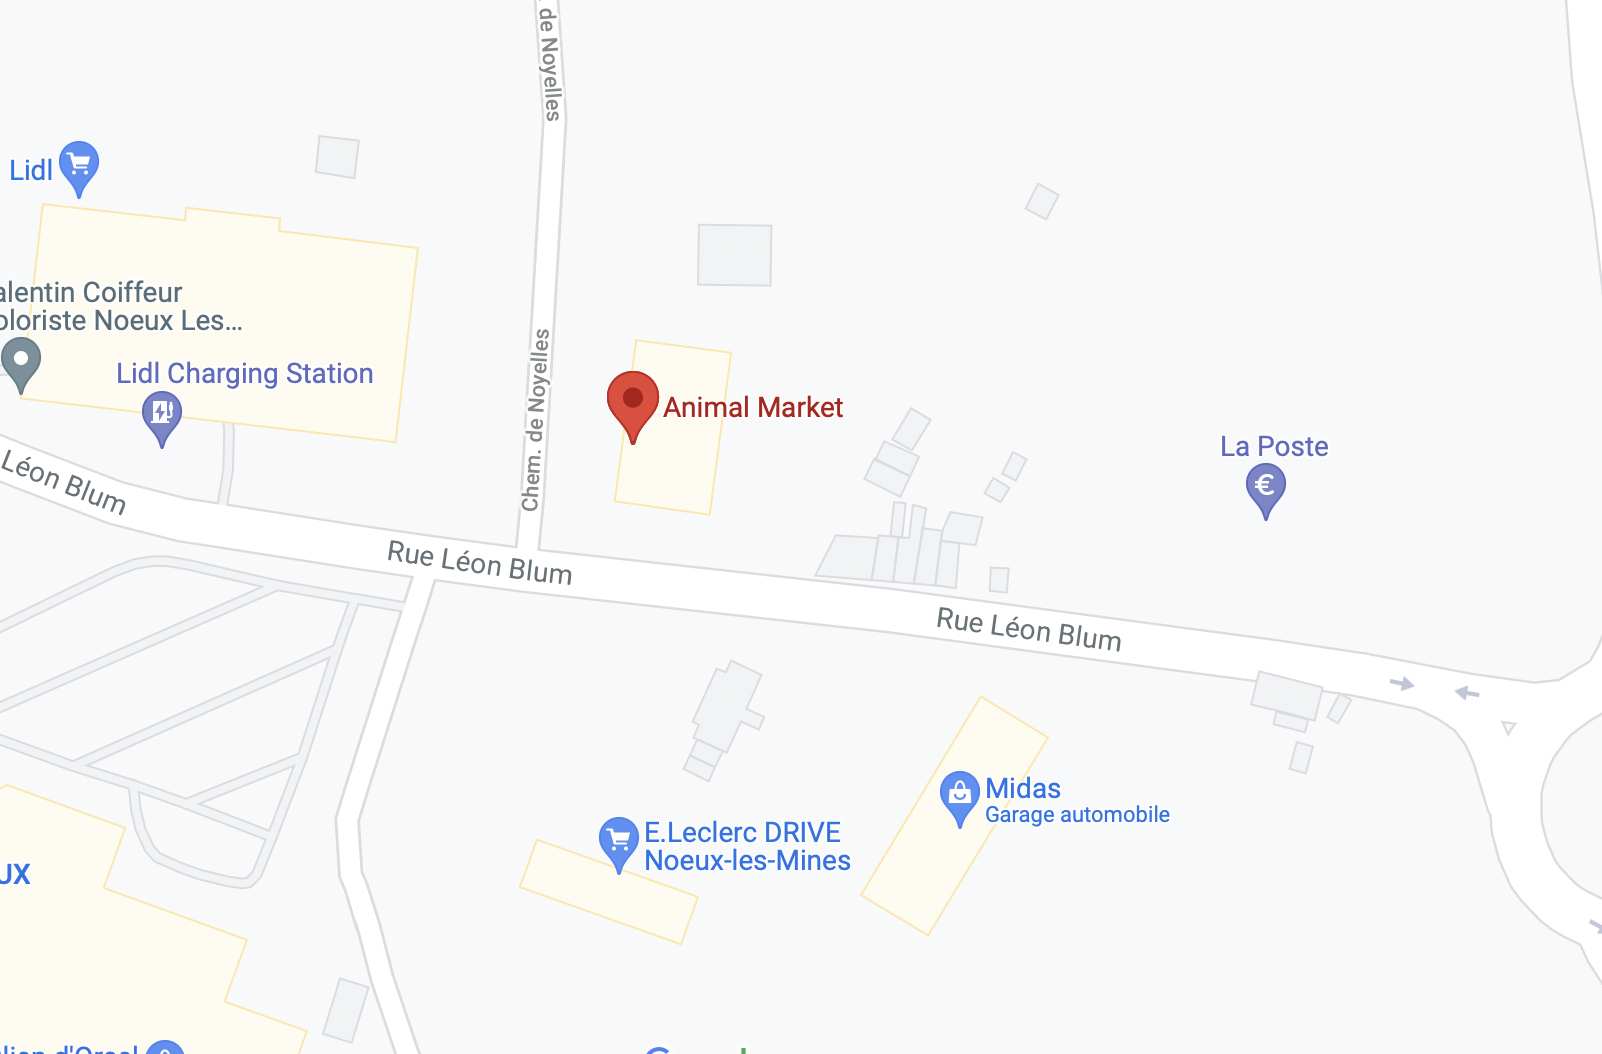 de Noyelles
Lidl
alentin Coiffeur
oloriste Noeux Les...
Lidl Charging Station
Chem. de Noyelles
Animal Market
La Poste
€
Léon Blum
Rue Léon Blum
Rue Léon Blum
Midas
Garage automobile
E.Leclerc DRIVE
Noeux-les-Mines
UX